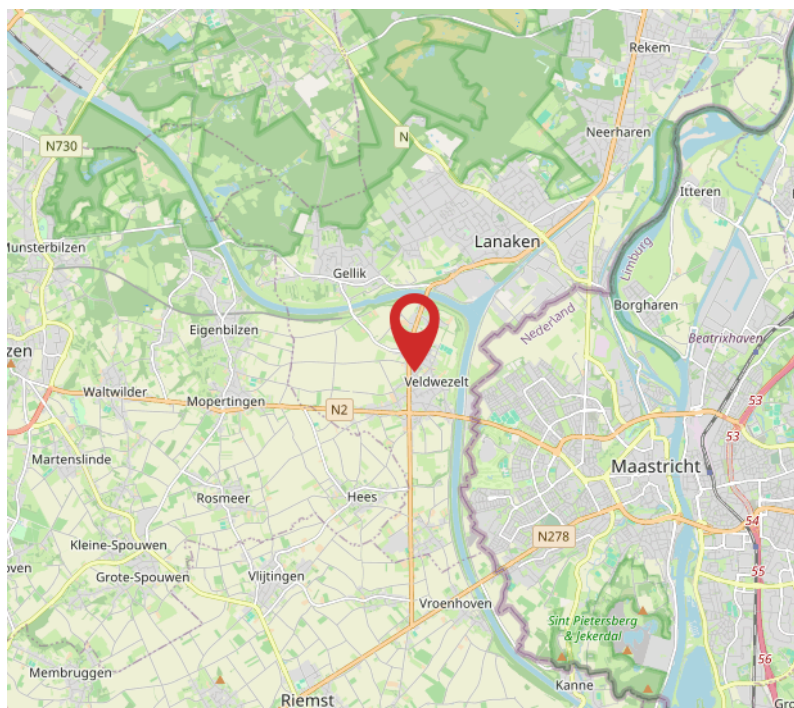 Rekem
Neerharen
N730
N
Itteren
Munsterbilzen
Lanaken
Limburg
Gellik
Borgharen
Nederland
Eigenbilzen
Beatrixhaven
zen
Veldwezelt
Waltwilder
Mopertingen
N2
53
53
Martenslinde
Maastricht
Rosmeer
Hees
54
N278
Kleine-Spouwen
oven
Grote-Spouwen
Vlijtingen
55
Vroenhoven
Sint Pietersberg
& Jekerdal
56
Membruggen
Kanne
Riemst
Gro